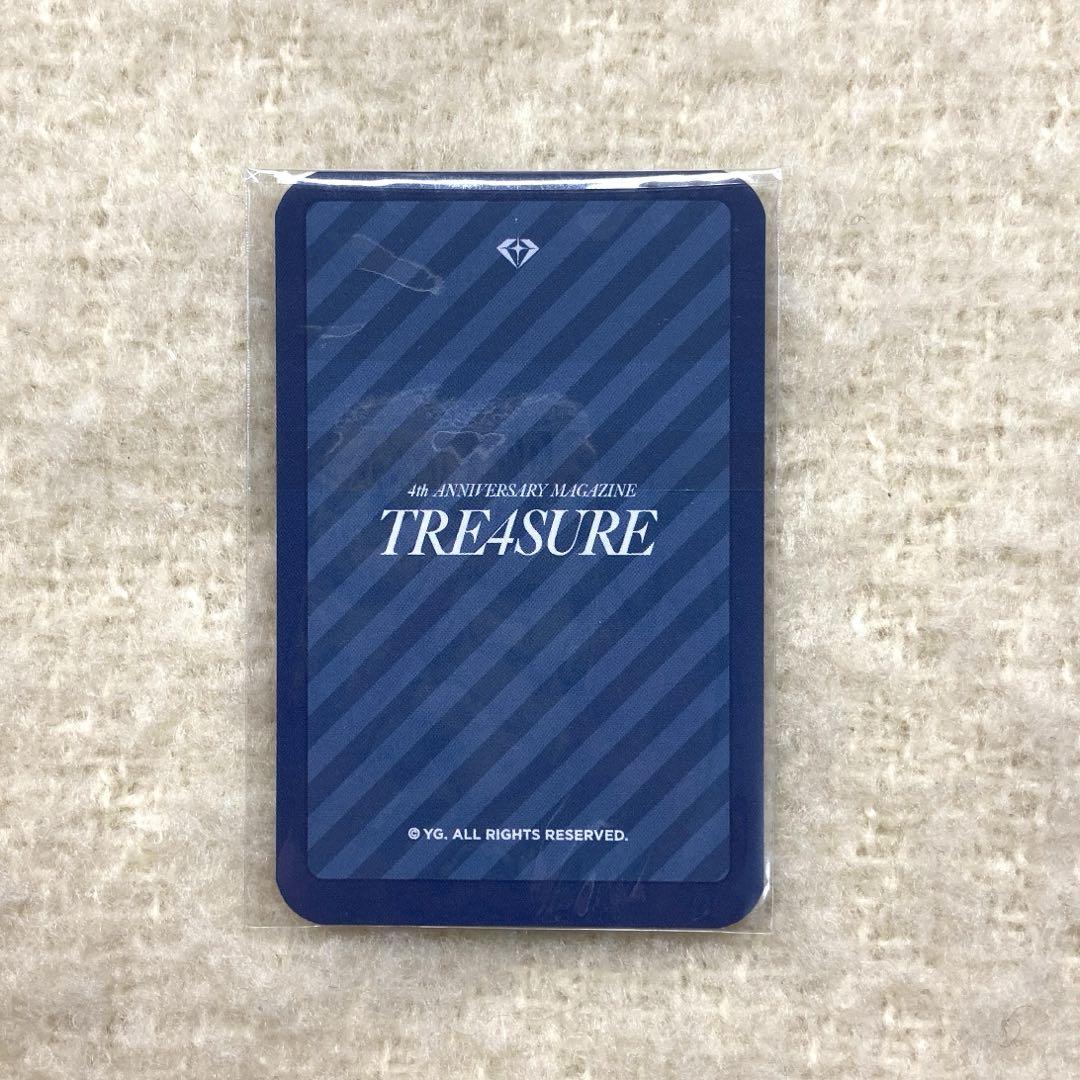 4th ANNIVERSARY MAGAZINE
TRE4SURE
© YG. ALL RIGHTS RESERVED.